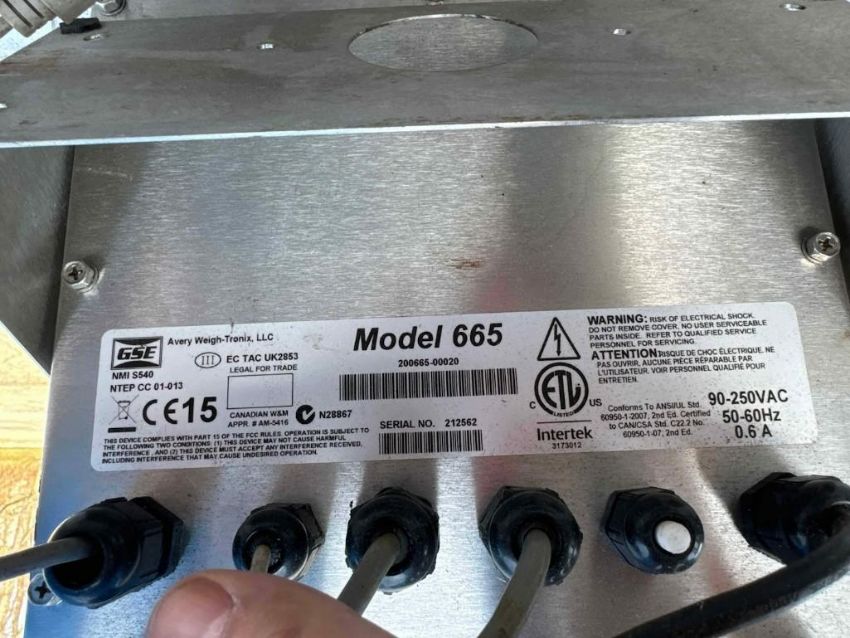 GSE
Avery Weigh-Tronix, LLC
NMI S540
NTEP CC 01-013
III EC TAC UK2853
LEGAL FOR TRADE
CE 15
CANADIAN W&M
APPR. # AM-5416
N28867
THIS DEVICE COMPLIES WITH PART 15 OF THE FCC RULES. OPERATION IS SUBJECT TO
THE FOLLOWING TWO CONDITIONS (1) THIS DEVICE MAY NOT CAUSE HARMFUL
INTERFERENCE , AND (2) THIS DEVICE MUST ACCEPT ANY INTERFERENCE RECEIVED,
INCLUDING INTERFERENCE THAT MAY CAUSE UNDESIRED OPERATION.
Model 665
200665-00020
SERIAL NO. 212562
WARNING: RISK OF ELECTRICAL SHOCK.
DO NOT REMOVE COVER. NO USER SERVICEABLE
PARTS INSIDE. REFER TO QUALIFIED SERVICE
PERSONNEL FOR SERVICING.
ATTENTION: RISQUE DE CHOC ÉLECTRIQUE. NE
PAS OUVRIR, AUCUNE PIÈCE RÉPARABLE PAR
L'UTILISATEUR. VOIR PERSONNEL QUALIFIÉ POUR
ENTRETIEN.
C ETL US
LISTED
Intertek
3173012
Conforms To ANSI/UL Std.
60950-1-2007, 2nd Ed. Certified
to CAN/CSA Std. C22.2 No.
60950-1-07, 2nd Ed.
90-250VAC
50-60Hz
0.6 A